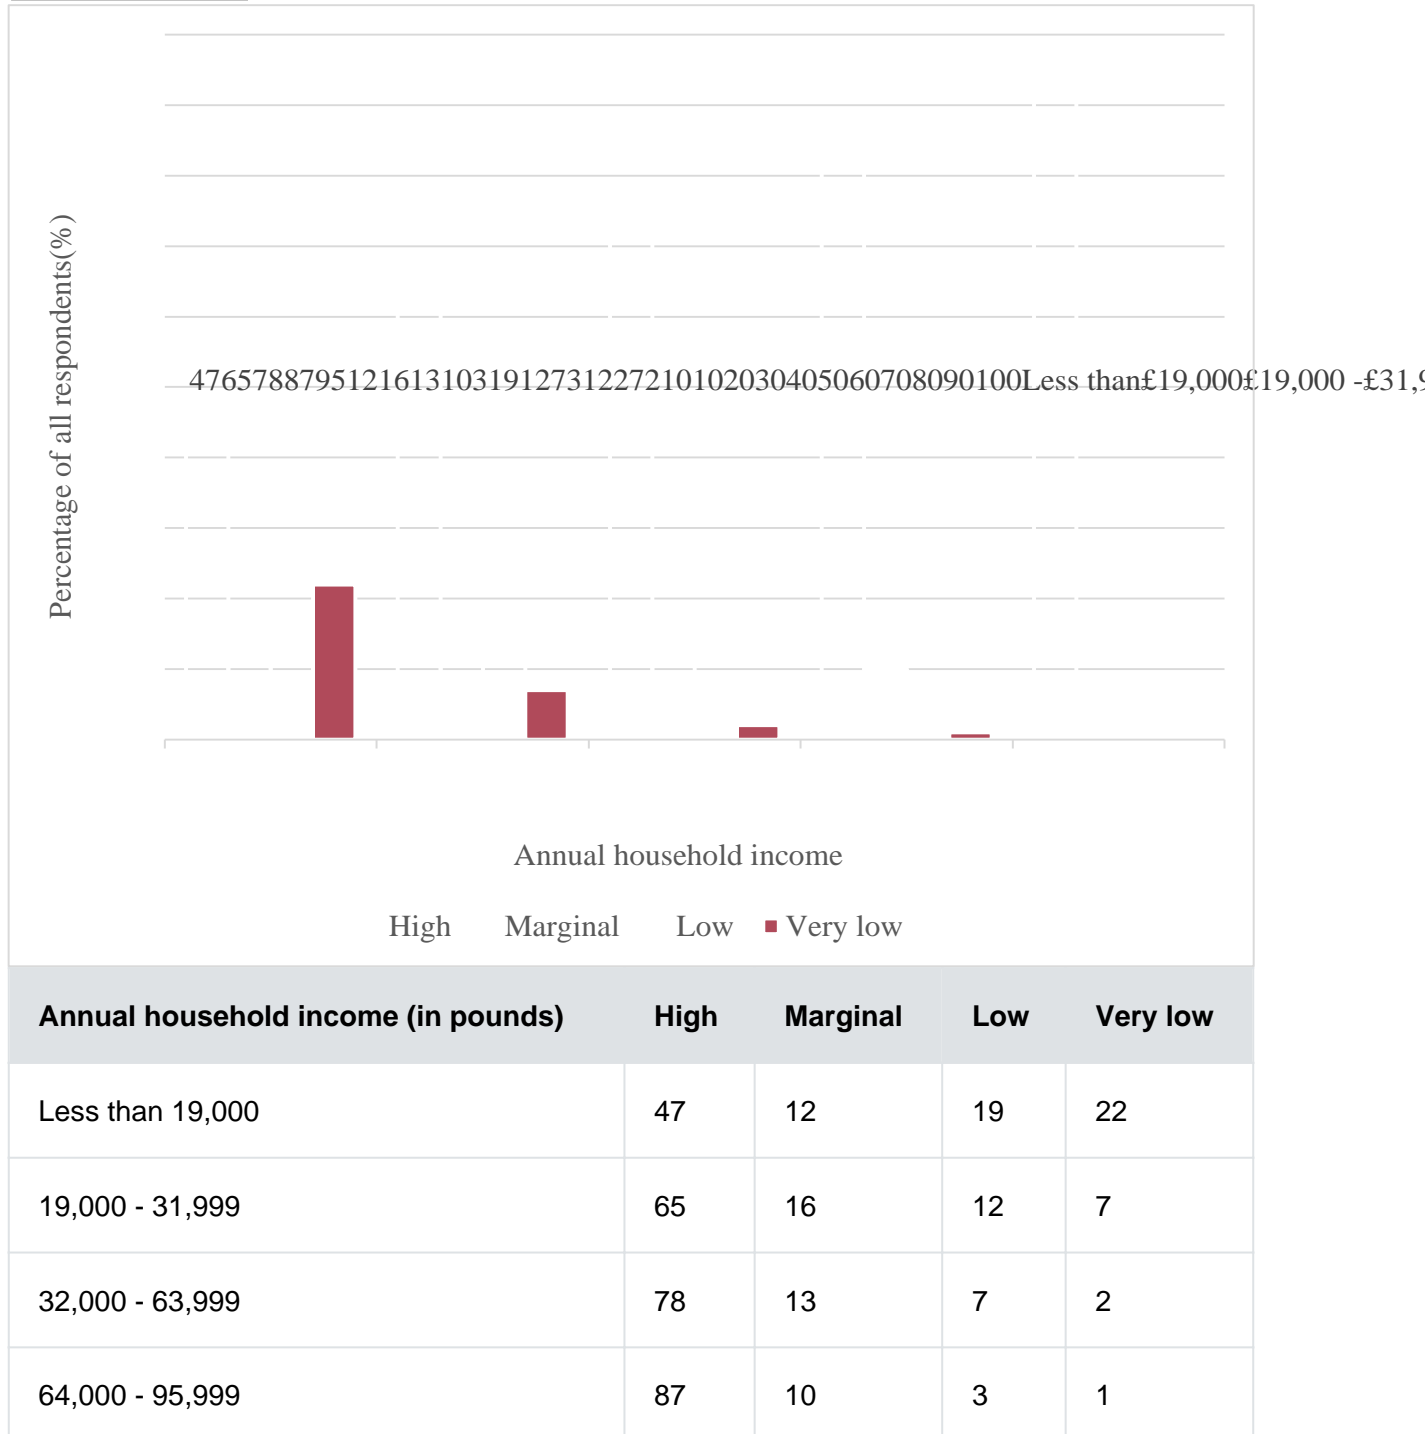 Percentage of all respondents(%)
47657887951216131031912731227210102030405060708090100Less than£19,000£19,000 -£31,9
Annual household income
High Marginal Low Very low
Annual household income (in pounds) High Marginal Low Very low
Less than 19,000 47 12 19 22
19,000 - 31,999 65 16 12 7
32,000 - 63,999 78 13 7 2
64,000 - 95,999 87 10 3 1